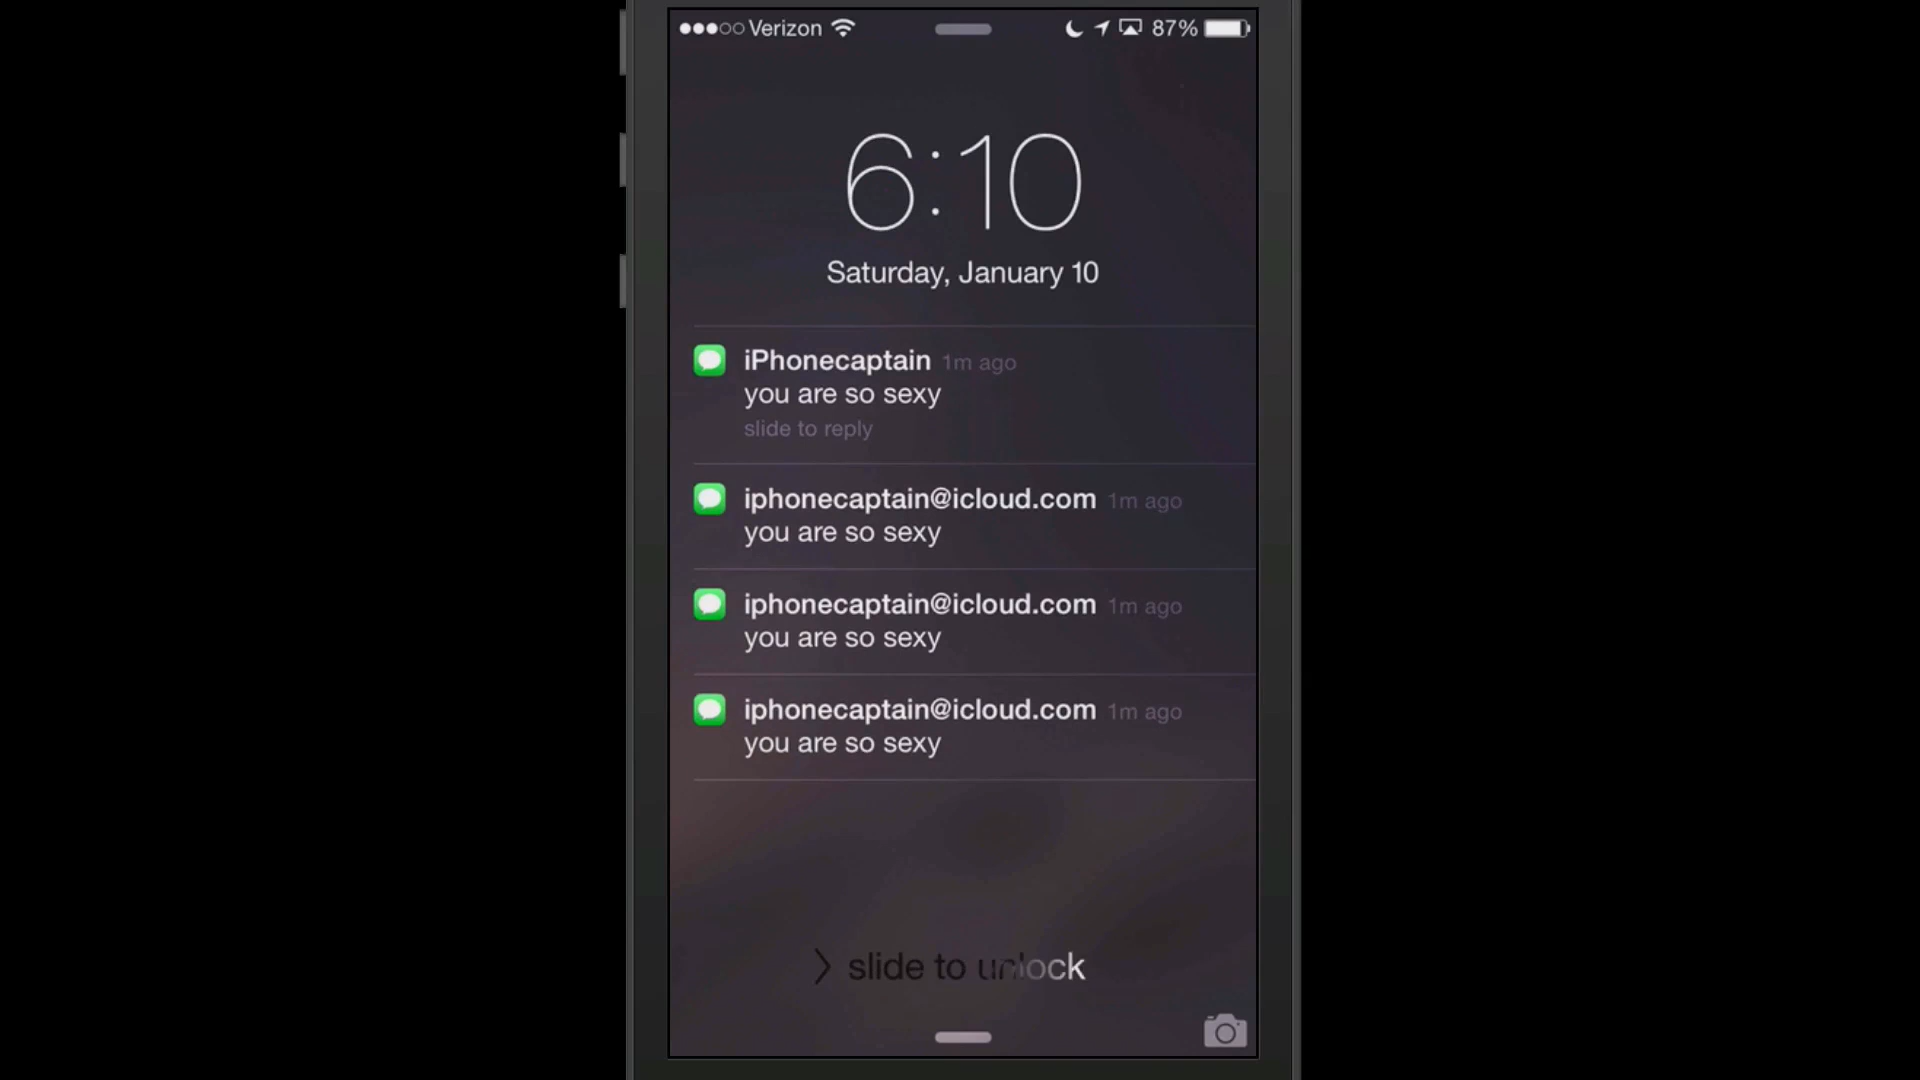 Verizon 87%
6:10
Saturday, January 10
iPhonecaptain 1m ago
you are so sexy
slide to reply
iphonecaptain@icloud.com 1m ago
you are so sexy
iphonecaptain@icloud.com 1m ago
you are so sexy
iphonecaptain@icloud.com 1m ago
you are so sexy
slide to unlock